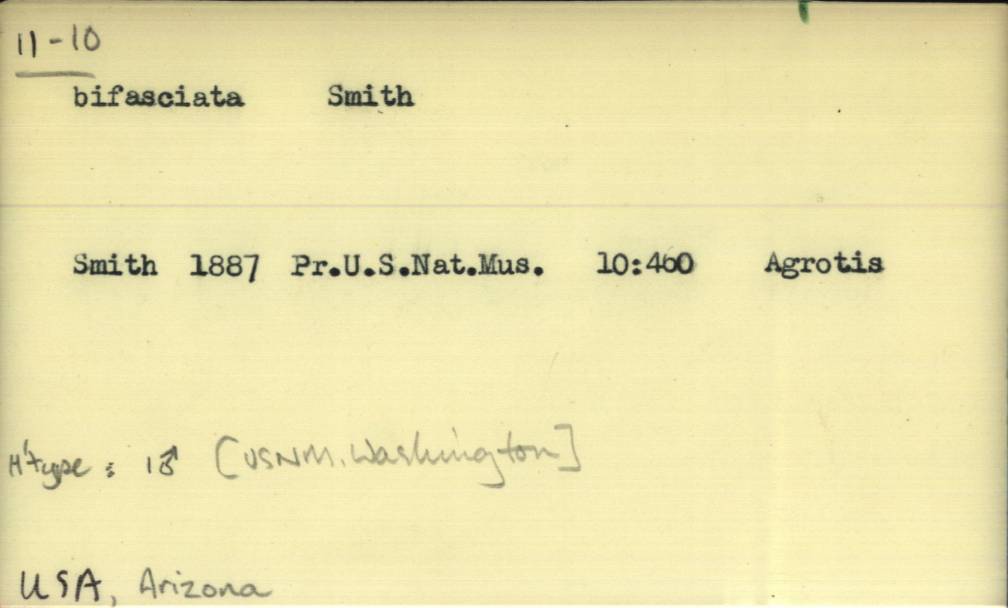 11-10
bifasciata Smith
Smith 1887 Pr.U.S.Nat.Mus. 10:460 Agrotis
H'type : 1♂ [USNM. Washington]
USA, Arizona